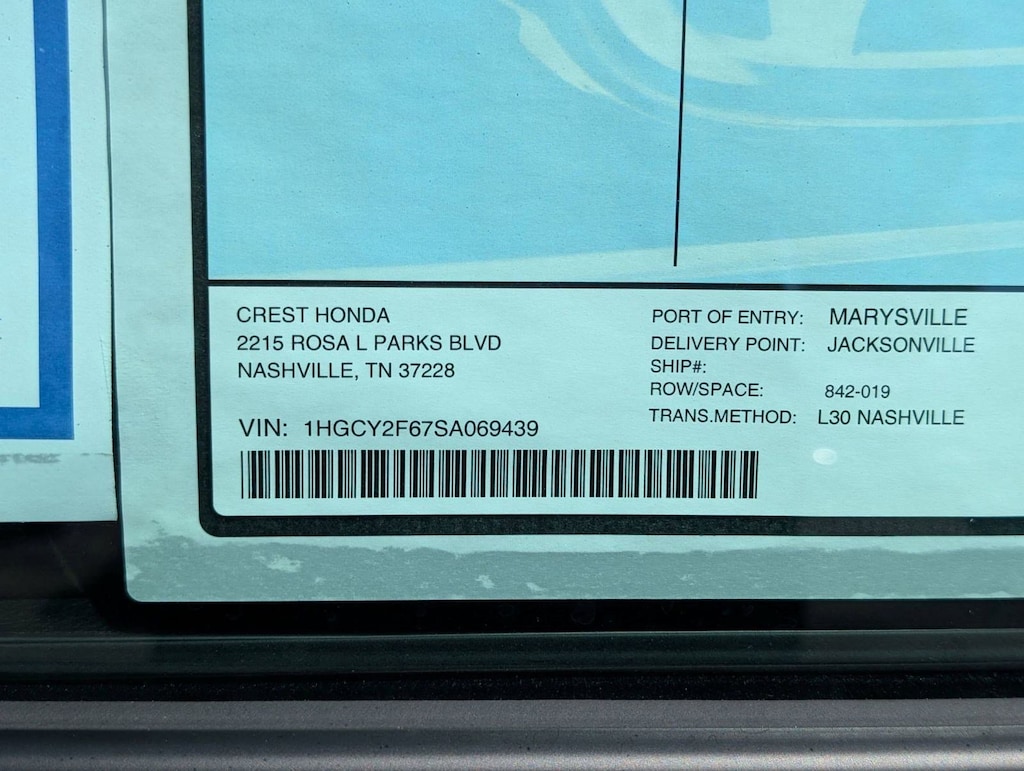 CREST HONDA
2215 ROSA L PARKS BLVD
NASHVILLE, TN 37228
VIN: 1HGCY2F67SA069439
PORT OF ENTRY: MARYSVILLE
DELIVERY POINT: JACKSONVILLE
SHIP#:
ROW/SPACE: 842-019
TRANS.METHOD: L30 NASHVILLE